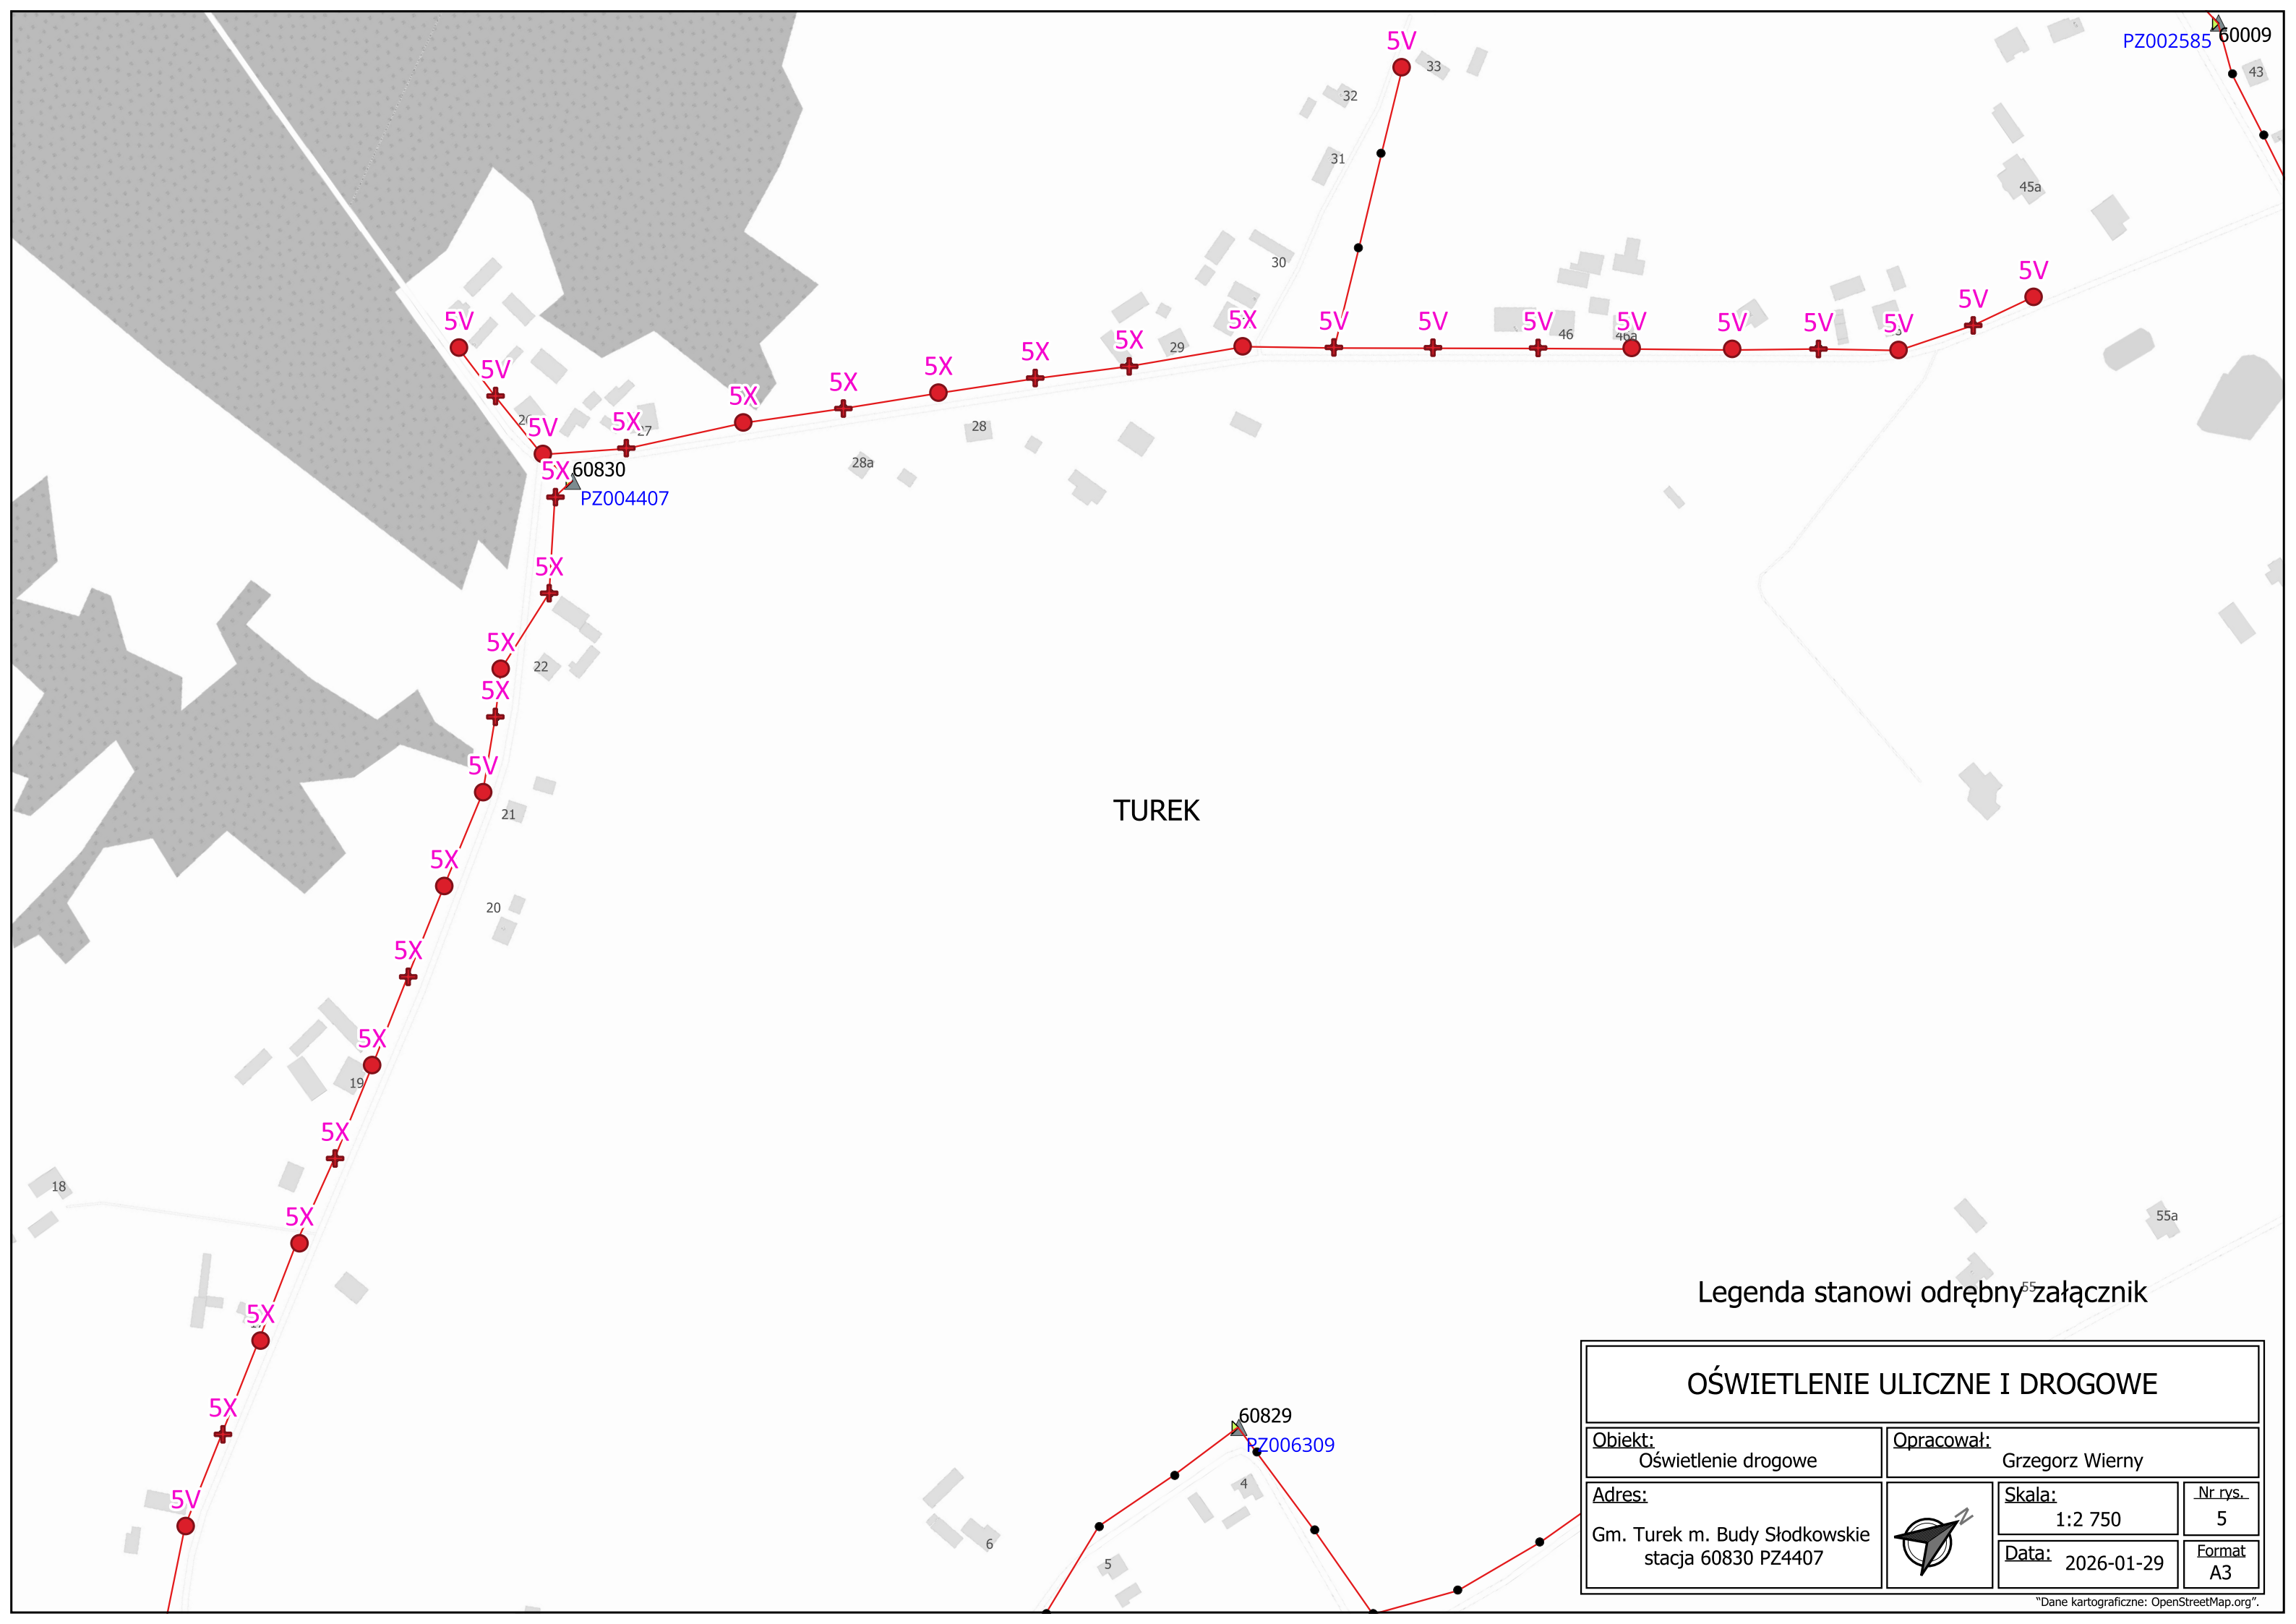 5V
33
PZ002585
60009
43
32
31
45a
30
5V
5V
5X
5V
5V
5V
5V
5V
5V
5V
5V
46
46a
5V
5X
29
5X
5X
5V
5X
5X
5X
5V
5X
27
28
28a
5X
60830
PZ004407
5X
5X
22
5X
5V
21
TUREK
5X
20
5X
5X
19
5X
18
5X
55a
Legenda stanowi odrębny załącznik
55
5X
5X
5V
60829
PZ006309
4
6
5
OŚWIETLENIE ULICZNE I DROGOWE
Obiekt:
Oświetlenie drogowe
Opracował:
Grzegorz Wierny
Adres:
Gm. Turek m. Budy Słodkowskie
stacja 60830 PZ4407
N
Skala:
1:2 750
Nr rys.
5
Data: 2026-01-29
Format
A3
“Dane kartograficzne: OpenStreetMap.org”.